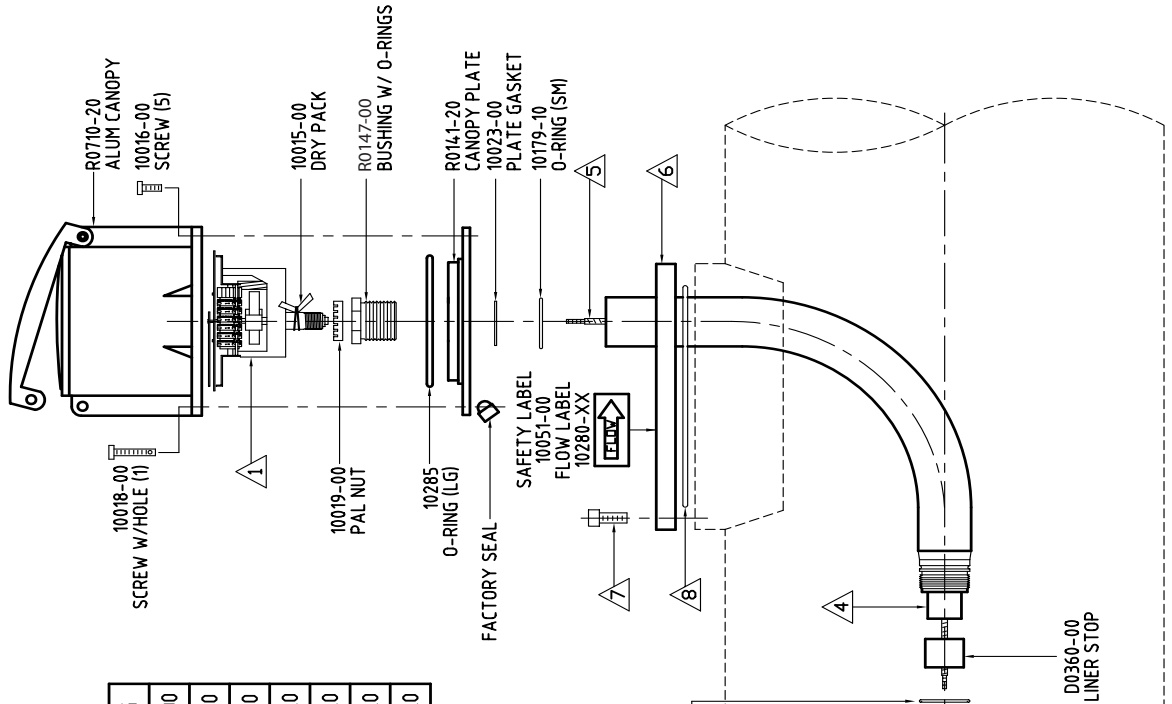 R0710-20
ALUM CANOPY
10016-00
SCREW (5)
10018-00
SCREW W/HOLE (1)
1
10015-00
DRY PACK
R0147-00
BUSHING W/ O-RINGS
10019-00
PAL NUT
10285
O-RING (LG)
R0141-20
CANOPY PLATE
10023-00
PLATE GASKET
10179-10
O-RING (SM)
FACTORY SEAL
5
6
SAFETY LABEL
10051-00
FLOW LABEL
10280-XX
FLOW
7
8
4
D0360-00
LINER STOP